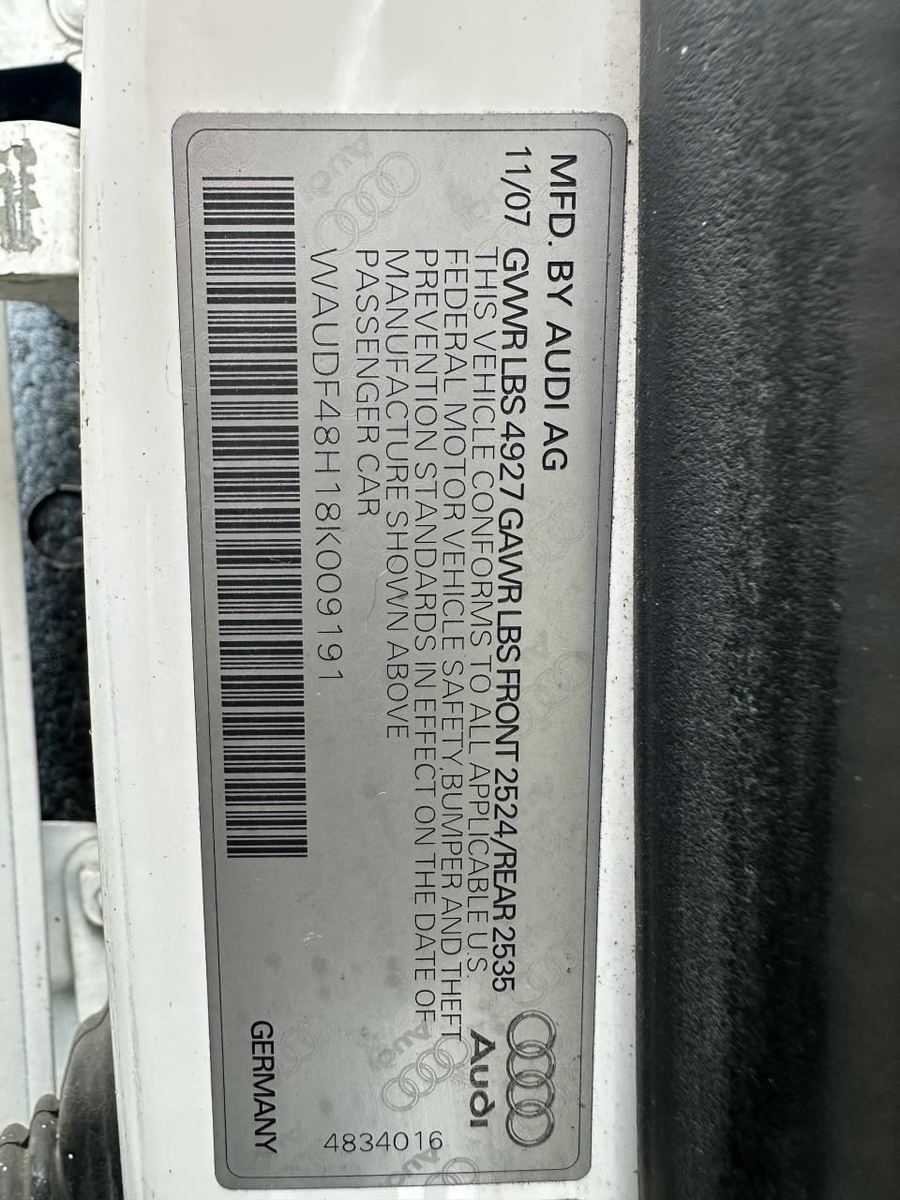 MFD. BY AUDI AG
11/07 GVWR LBS 4927 GAWR LBS FRONT 2524/REAR 2535
THIS VEHICLE CONFORMS TO ALL APPLICABLE U.S.
FEDERAL MOTOR VEHICLE SAFETY,BUMPER AND THEFT
PREVENTION STANDARDS IN EFFECT ON THE DATE OF
MANUFACTURE SHOWN ABOVE
PASSENGER CAR
WAUDF48H18K009191
Audi
GERMANY
4834016